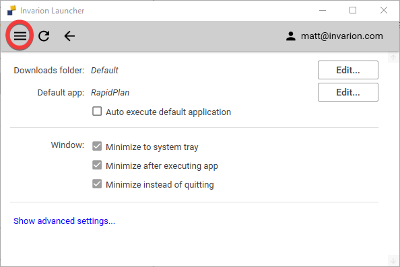 Invarion Launcher
matt@invarion.com
Downloads folder: Default Edit...
Default app: RapidPlan Edit...
Auto execute default application
Window: Minimize to system tray
Minimize after executing app
Minimize instead of quitting
Show advanced settings...